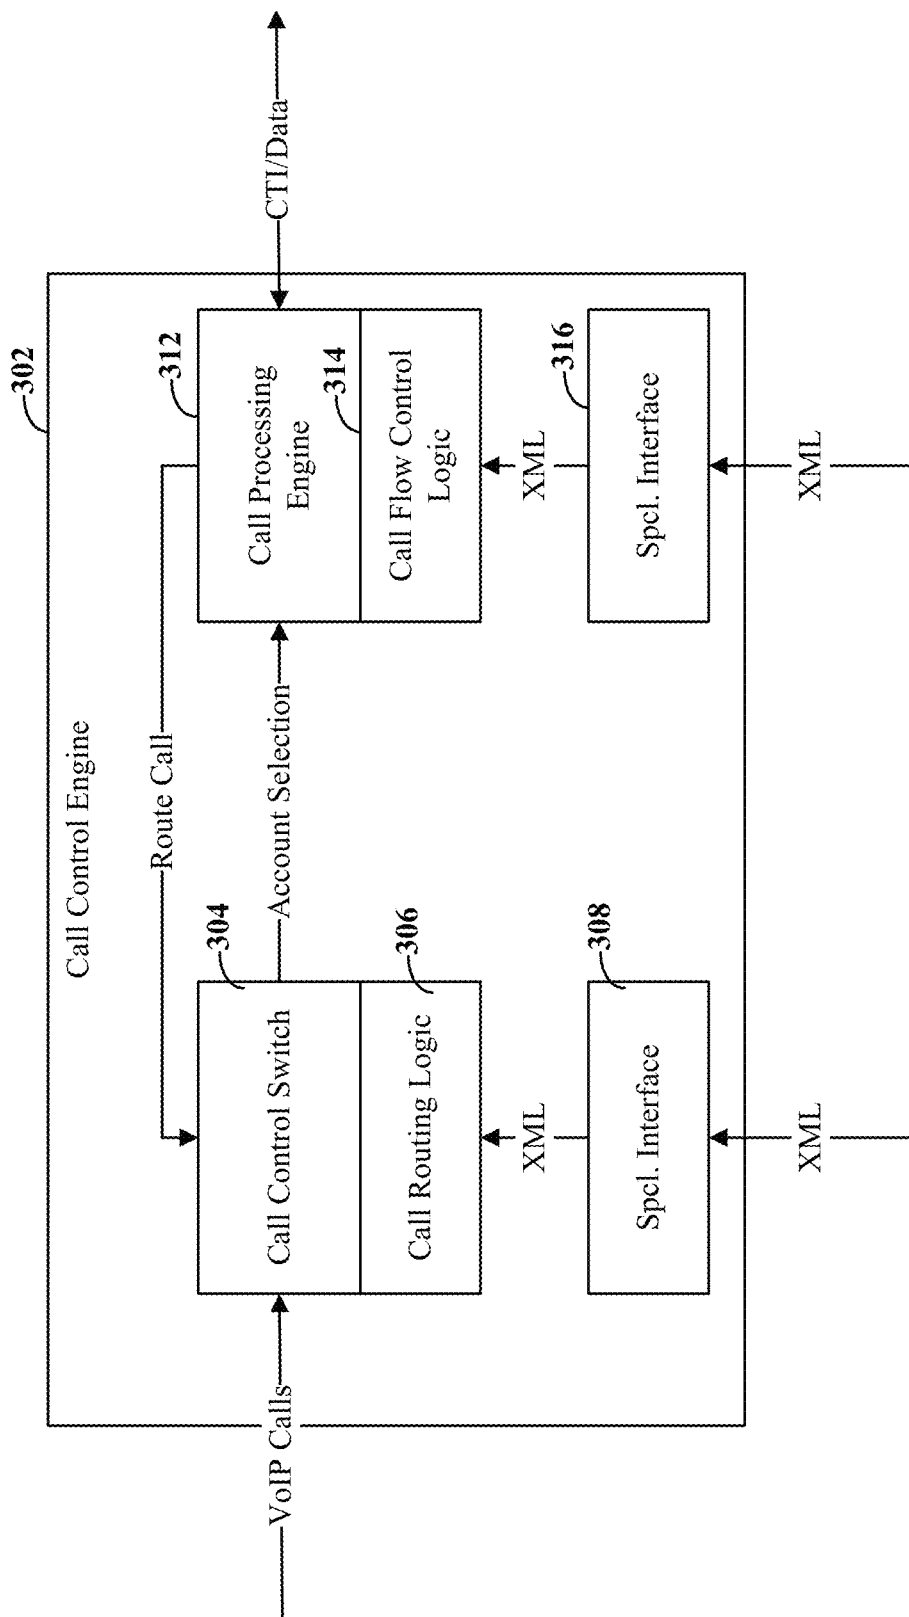 302
Call Control Engine
Route Call
VoIP Calls
304
Call Control Switch
306
Call Routing Logic
Account Selection
312
Call Processing
Engine
314
Call Flow Control
Logic
CTI/Data
XML
XML
308
Spcl. Interface
316
Spcl. Interface
XML
XML